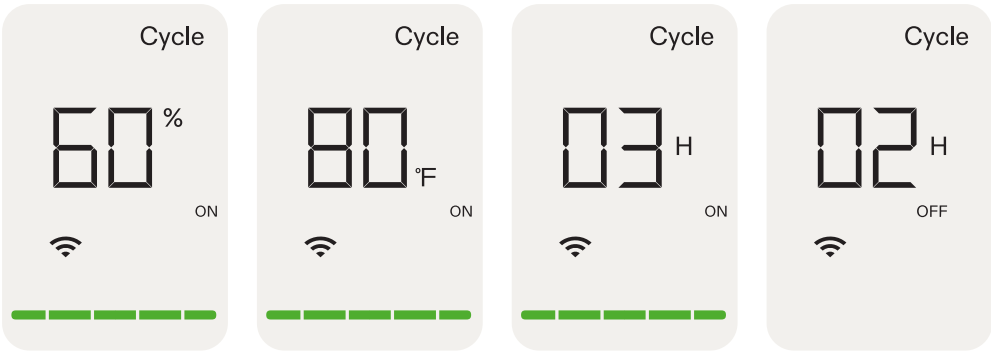 Cycle
60%
ON
Cycle
80°F
ON
Cycle
03 H
ON
Cycle
02 H
OFF